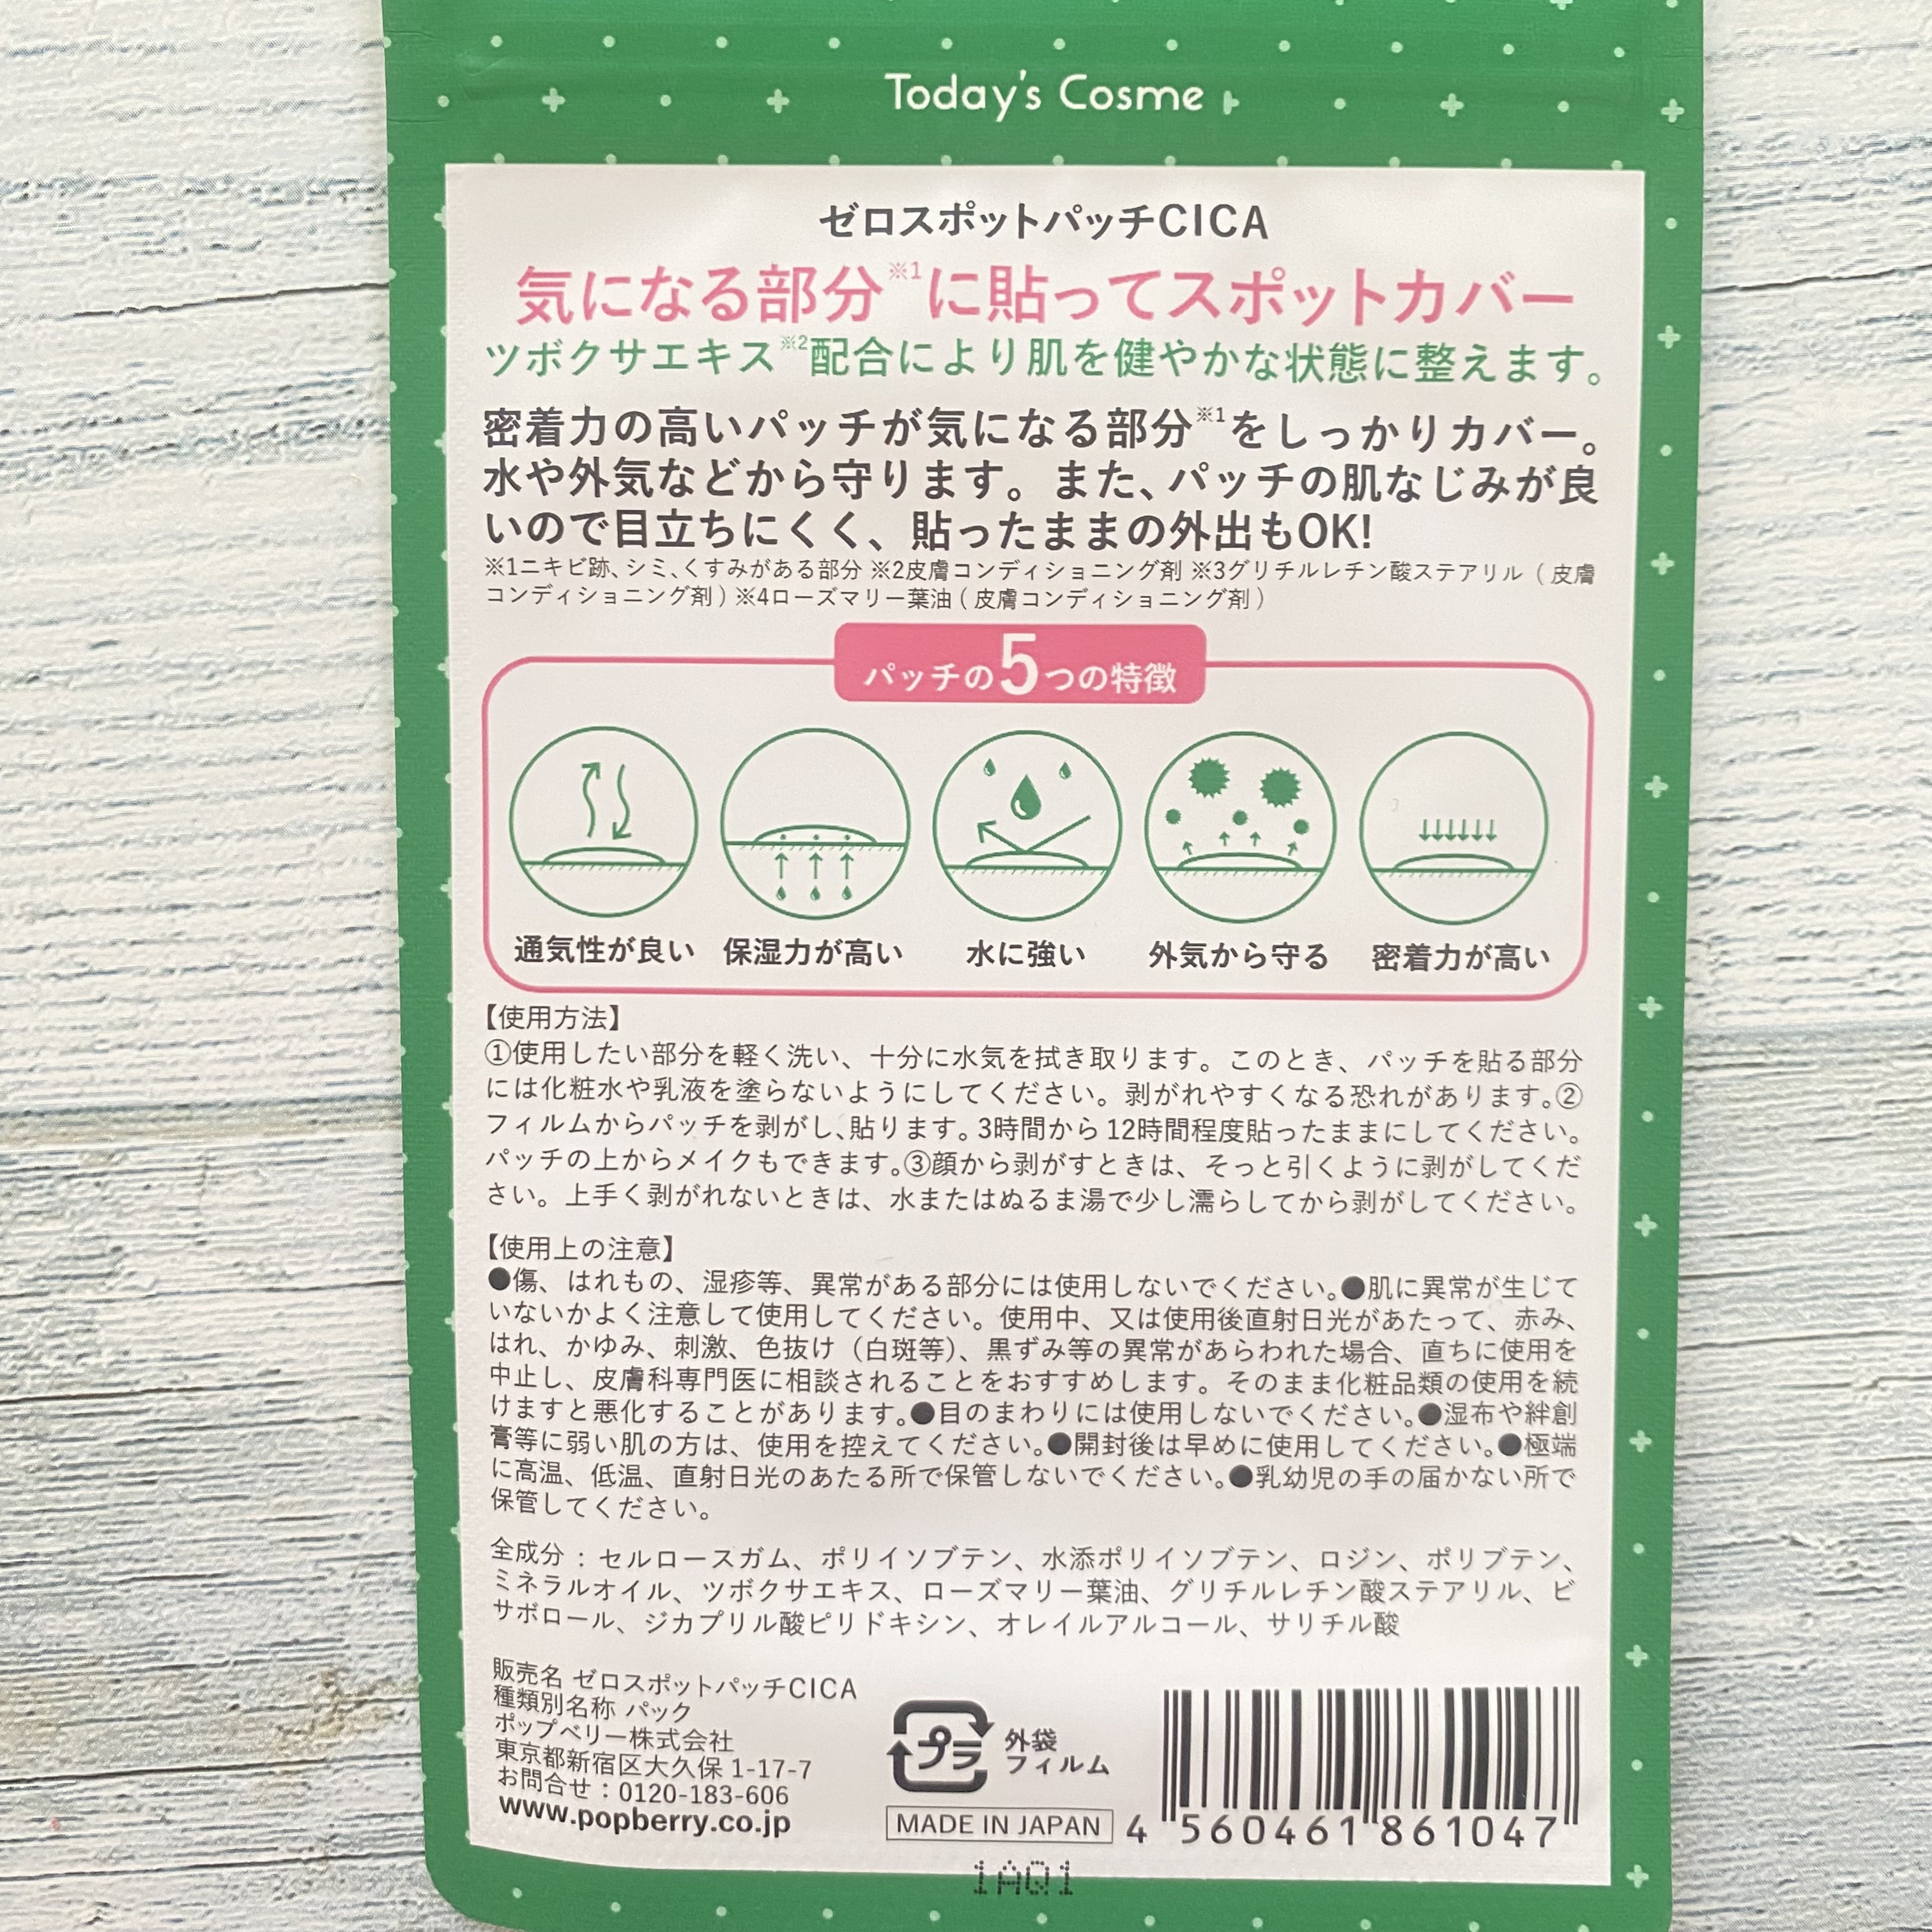 Today's Cosme
ゼロスポットパッチCICA
気になる部分※1に貼ってスポットカバー
ツボクサエキス※2配合により肌を健やかな状態に整えます。
密着力の高いパッチが気になる部分※1をしっかりカバー。
水や外気などから守ります。また、パッチの肌なじみが良
いので目立ちにくく、貼ったままの外出もOK!
※1ニキビ跡、シミ、くすみがある部分 ※2皮膚コンディショニング剤 ※3グリチルレチン酸ステアリル（皮膚
コンディショニング剤）※4ローズマリー葉油（皮膚コンディショニング剤）
パッチの5つの特徴
通気性が良い 保湿力が高い 水に強い 外気から守る 密着力が高い
【使用方法】
①使用したい部分を軽く洗い、十分に水気を拭き取ります。このとき、パッチを貼る部分
には化粧水や乳液を塗らないようにしてください。剥がれやすくなる恐れがあります。②
フィルムからパッチを剥がし、貼ります。3時間から12時間程度貼ったままにしてください。
パッチの上からメイクもできます。③顔から剥がすときは、そっと引くように剥がしてくだ
さい。上手く剥がれないときは、水またはぬるま湯で少し濡らしてから剥がしてください。
【使用上の注意】
●傷、はれもの、湿疹等、異常がある部分には使用しないでください。●肌に異常が生じて
いないかよく注意して使用してください。使用中、又は使用後直射日光があたって、赤み、
はれ、かゆみ、刺激、色抜け（白斑等）、黒ずみ等の異常があらわれた場合、直ちに使用を
中止し、皮膚科専門医に相談されることをおすすめします。そのまま化粧品類の使用を続
けますと悪化することがあります。●目のまわりには使用しないでください。●湿布や絆創
膏等に弱い肌の方は、使用を控えてください。●開封後は早めに使用してください。●極端
に高温、低温、直射日光のあたる所で保管しないでください。●乳幼児の手の届かない所で
保管してください。
全成分：セルロースガム、ポリイソブテン、水添ポリイソブテン、ロジン、ポリブテン、
ミネラルオイル、ツボクサエキス、ローズマリー葉油、グリチルレチン酸ステアリル、ビ
サボロール、ジカプリル酸ピリドキシン、オレイルアルコール、サリチル酸
販売名 ゼロスポットパッチCICA
種類別名称 パック
ポップベリー株式会社
東京都新宿区大久保 1-17-7
お問合せ：0120-183-606
www.popberry.co.jp
プラ
外袋
フィルム
MADE IN JAPAN
4 560461 861047
1AQ1